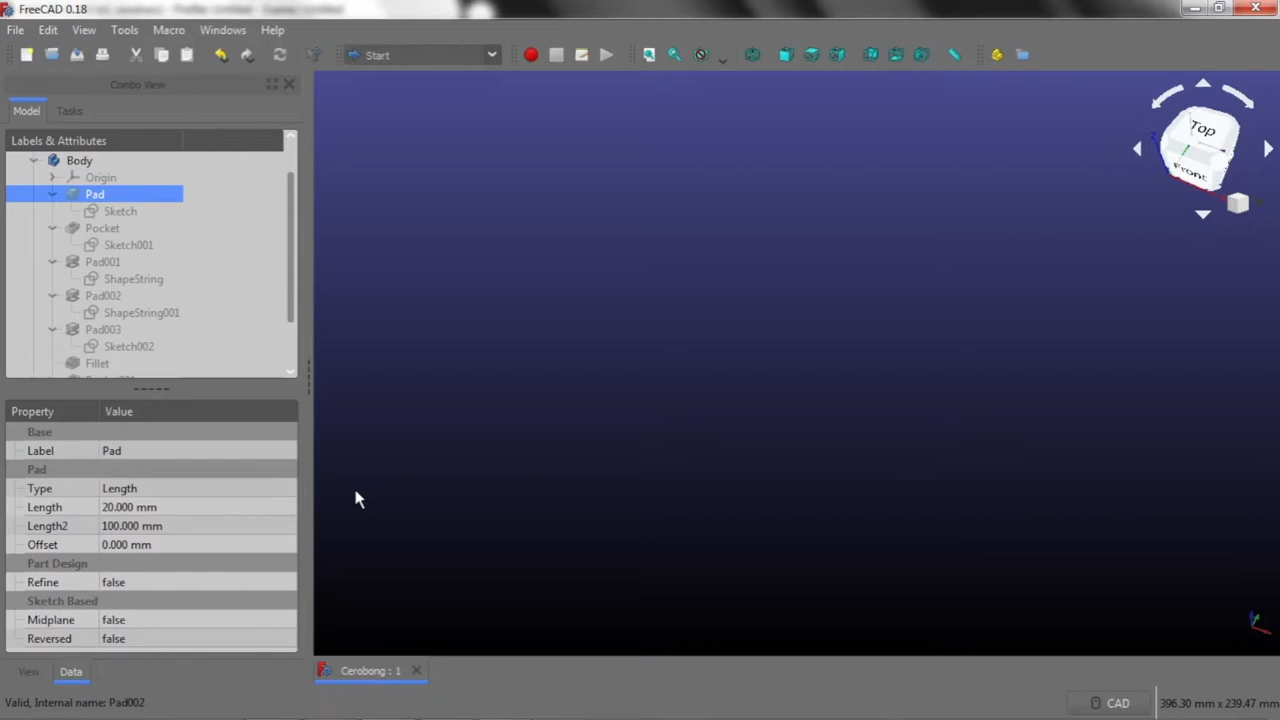 FreeCAD 0.18
File Edit View Tools Macro Windows Help
Start
Combo View
Model Tasks
Labels & Attributes
Body
Origin
Pad
Sketch
Pocket
Sketch001
Pad001
ShapeString
Pad002
ShapeString001
Pad003
Sketch002
Fillet
Property Value
Base
Label Pad
Pad
Type Length
Length 20.000 mm
Length2 100.000 mm
Offset 0.000 mm
Part Design
Refine false
Sketch Based
Midplane false
Reversed false
View Data
Cerobong : 1
Top
Front
Z
Valid, Internal name: Pad002
CAD
396.30 mm x 239.47 mm